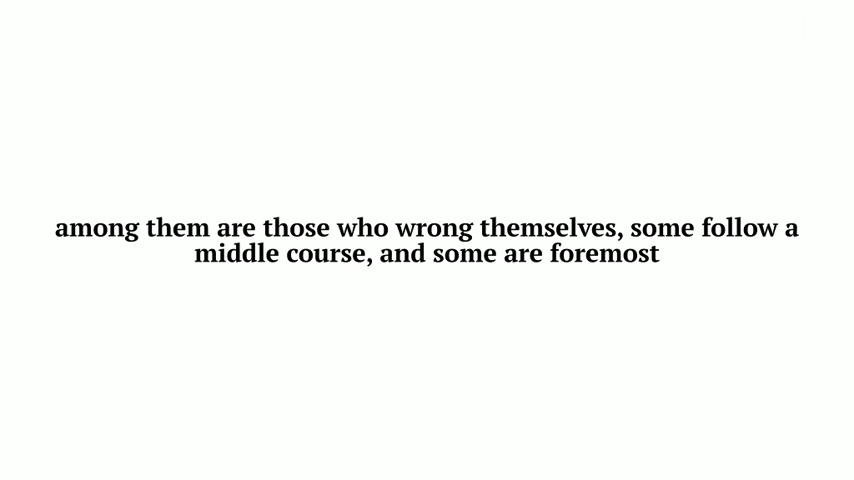 among them are those who wrong themselves, some follow a
middle course, and some are foremost